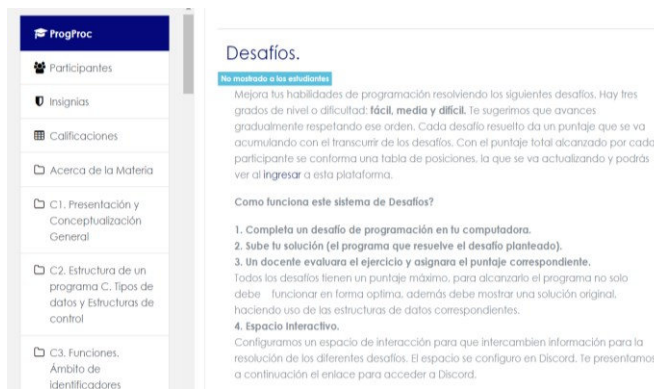 ProgProc
Participantes
Insignias
Calificaciones
Acerca de la Materia
C1. Presentación y
Conceptualización
General
C2. Estructura de un
programa C. Tipos de
datos y Estructuras de
control
C3. Funciones.
Ámbito de
identificadores
Desafíos.
No mostrado a los estudiantes
Mejora tus habilidades de programación resolviendo los siguientes desafíos. Hay tres
grados de nivel o dificultad: fácil, media y difícil. Te sugerimos que avances
gradualmente respetando ese orden. Cada desafío resuelto da un puntaje que se va
acumulando con el transcurrir de los desafíos. Con el puntaje total alcanzado por cada
participante se conforma una tabla de posiciones, la que se va actualizando y podrás
ver al ingresar a esta plataforma.
Como funciona este sistema de Desafíos?
1. Completa un desafío de programación en tu computadora.
2. Sube tu solución (el programa que resuelve el desafío planteado).
3. Un docente evaluara el ejercicio y asignara el puntaje correspondiente.
Todos los desafíos tienen un puntaje máximo, para alcanzarlo el programa no solo
debe funcionar en forma optima, además debe mostrar una solución original,
haciendo uso de las estructuras de datos correspondientes.
4. Espacio Interactivo.
Configuramos un espacio de interacción para que intercambien información para la
resolución de los diferentes desafíos. El espacio se configuro en Discord. Te presentamos
a continuación el enlace para acceder a Discord.